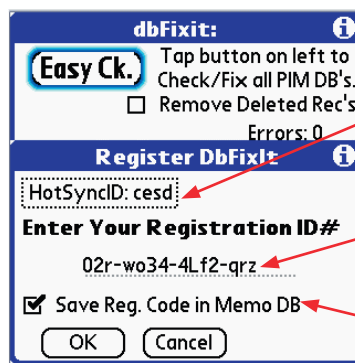 dbFixit:
Easy Ck.
Tap button on left to
Check/Fix all PIM DB's.
Remove Deleted Rec's
Errors: 0
Register DbFixIt
HotSyncID: cesd
Enter Your Registration ID#
02r-wo34-4Lf2-qrz
Save Reg. Code in Memo DB
OK Cancel